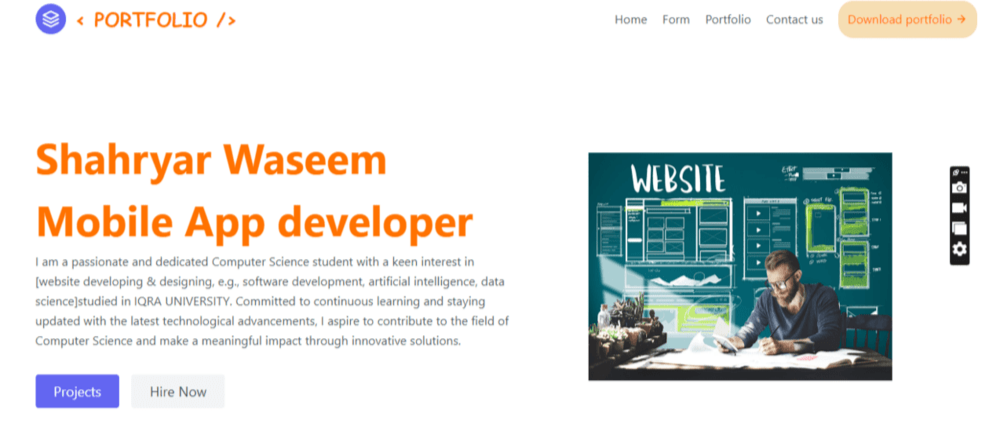 < PORTFOLIO />
Home Form Portfolio Contact us Download portfolio →
Shahryar Waseem
Mobile App developer
I am a passionate and dedicated Computer Science student with a keen interest in
[website developing & designing, e.g., software development, artificial intelligence, data
science]studied in IQRA UNIVERSITY. Committed to continuous learning and staying
updated with the latest technological advancements, I aspire to contribute to the field of
Computer Science and make a meaningful impact through innovative solutions.
Projects Hire Now
WEBSITE